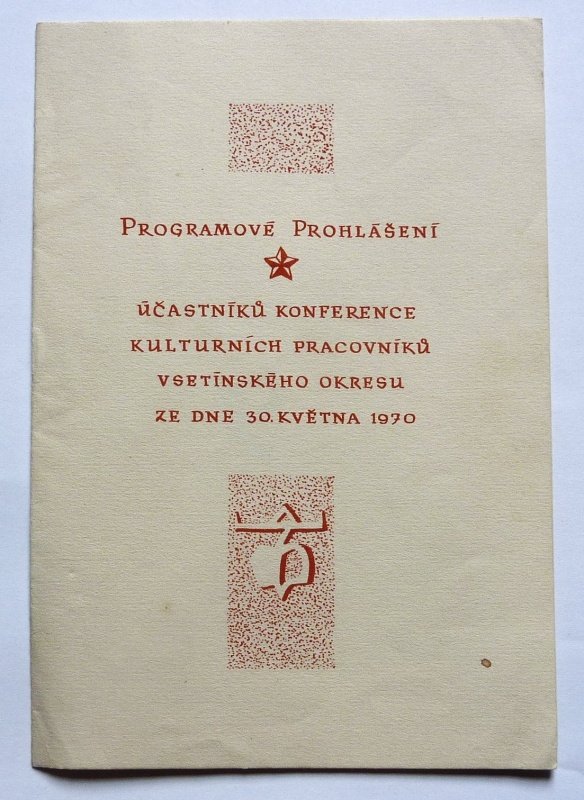 PROGRAMOVÉ PROHLÁŠENÍ
ÚČASTNÍKŮ KONFERENCE
KULTURNÍCH PRACOVNÍKŮ
VSETÍNSKÉHO OKRESU
ZE DNE 30. KVĚTNA 1970